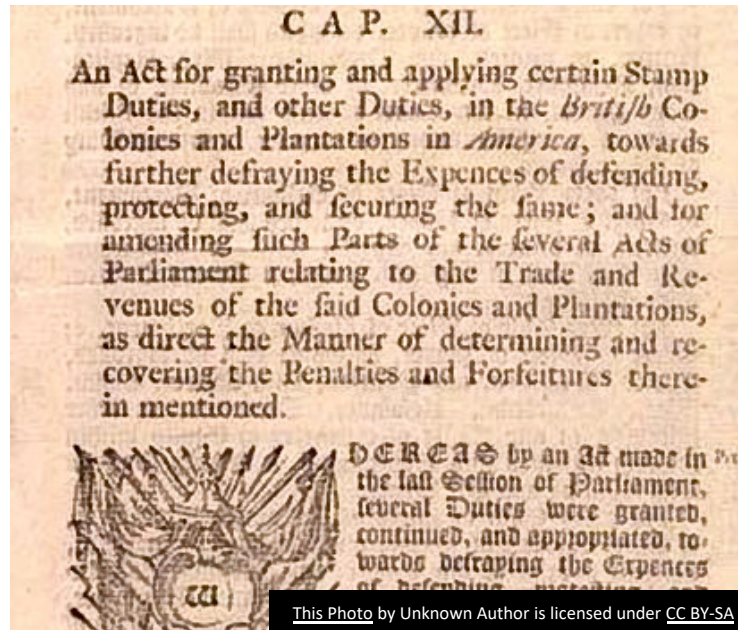 CAP. XII.
An Act for granting and applying certain Stamp
Duties, and other Duties, in the Britiſh Co-
lonies and Plantations in America, towards
further defraying the Expences of defending,
protecting, and ſecuring the ſame; and for
amending ſuch Parts of the ſeveral Acts of
Parliament relating to the Trade and Re-
venues of the ſaid Colonies and Plantations,
as direct the Manner of determining and re-
covering the Penalties and Forfeitures there-
in mentioned.
WHEREAS by an Act made in
the laſt Seſſion of Parliament,
ſeveral Duties were granted,
continued, and appropriated, to-
wards defraying the Expences
of defending, protecting, and
This Photo by Unknown Author is licensed under CC BY-SA